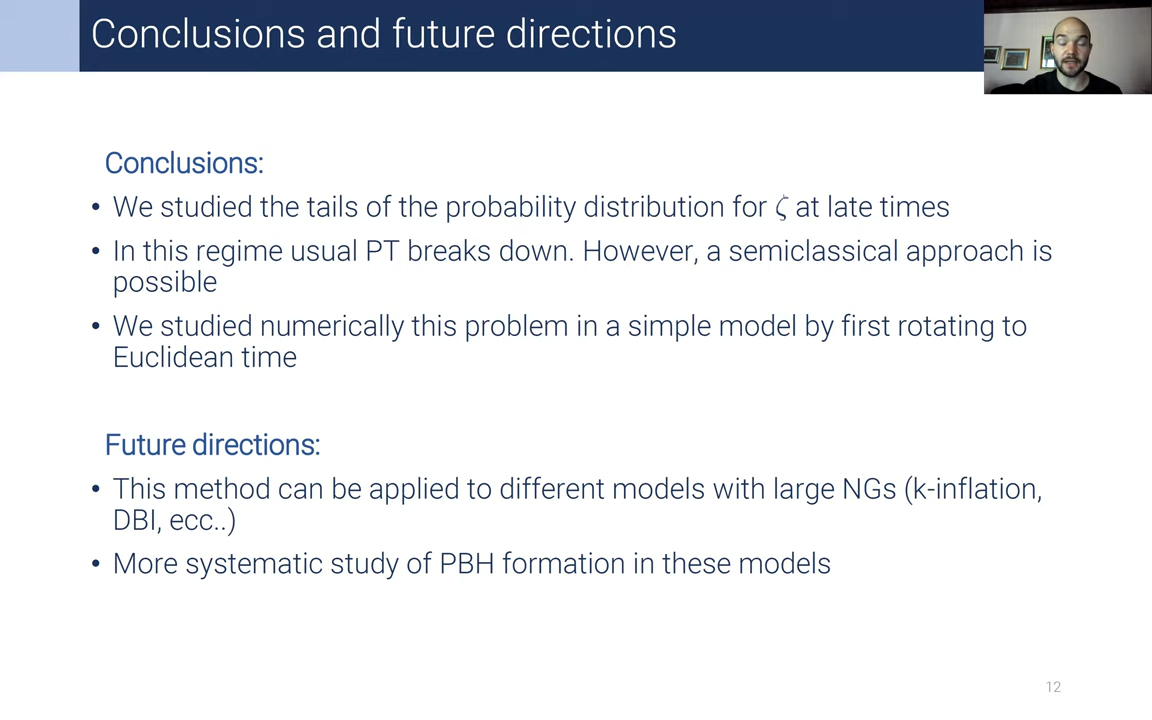 Conclusions and future directions
Conclusions:
• We studied the tails of the probability distribution for ζ at late times
• In this regime usual PT breaks down. However, a semiclassical approach is
possible
• We studied numerically this problem in a simple model by first rotating to
Euclidean time
Future directions:
• This method can be applied to different models with large NGs (k-inflation,
DBI, ecc..)
• More systematic study of PBH formation in these models
12